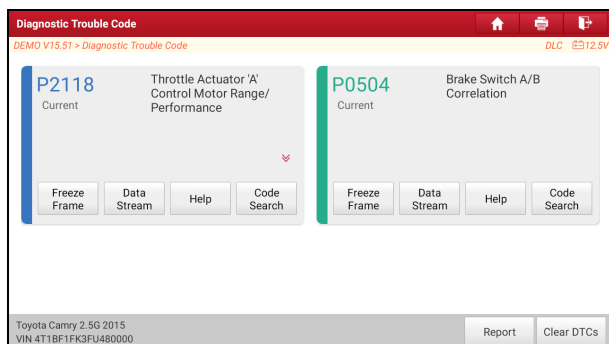 Diagnostic Trouble Code
DEMO V15.51 > Diagnostic Trouble Code
DLC 12.5V
P2118
Current
Throttle Actuator 'A'
Control Motor Range/
Performance
Freeze
Frame
Data
Stream
Help
Code
Search
P0504
Current
Brake Switch A/B
Correlation
Freeze
Frame
Data
Stream
Help
Code
Search
Toyota Camry 2.5G 2015
VIN 4T1BF1FK3FU480000
Report
Clear DTCs